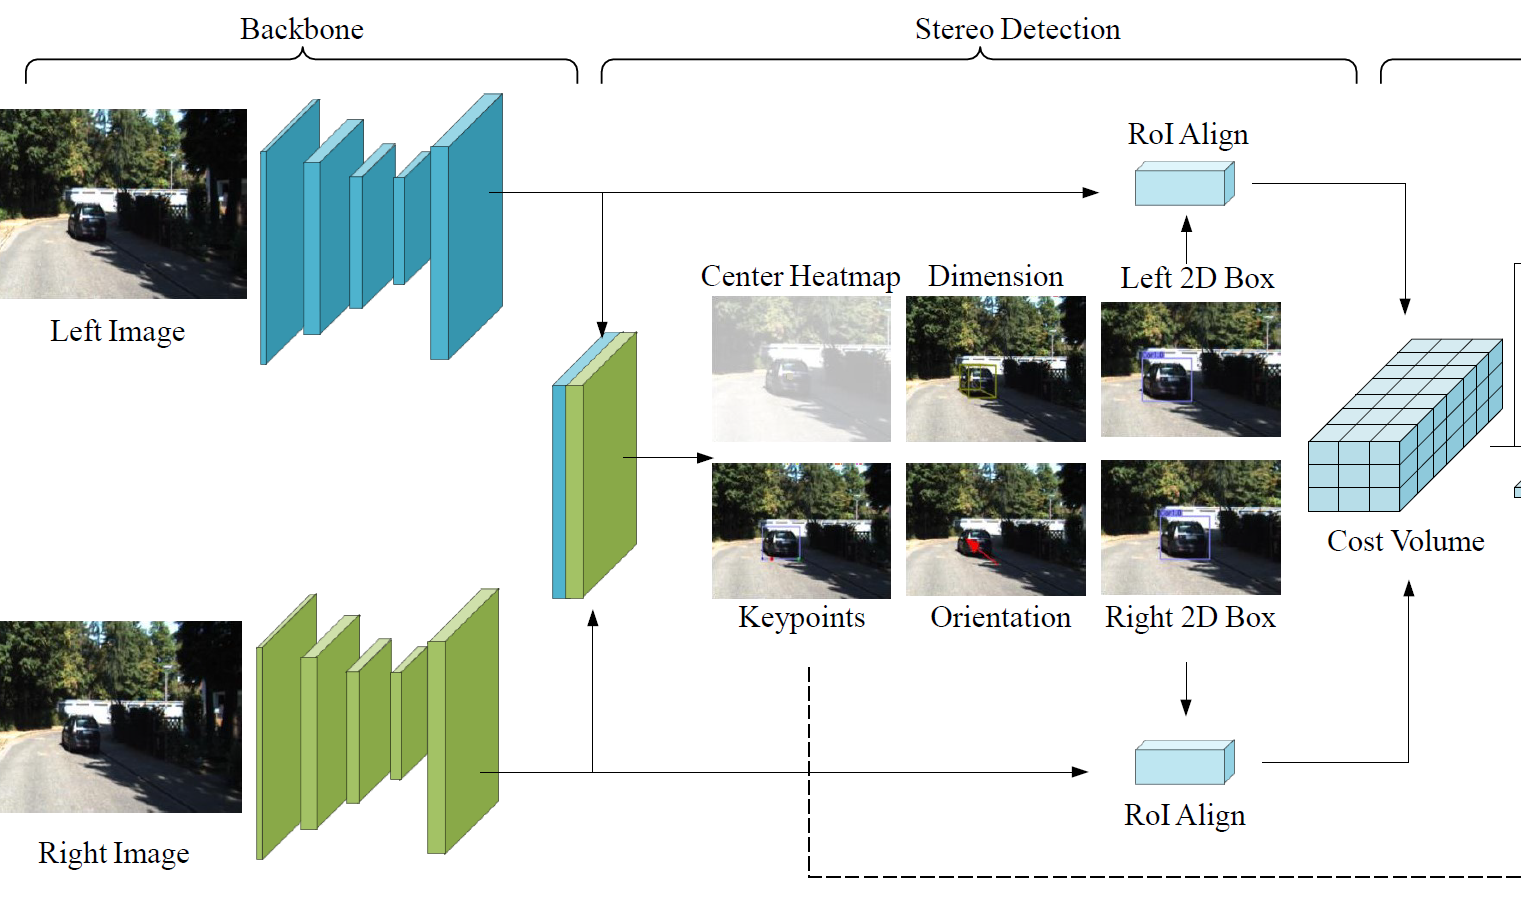 Backbone
Stereo Detection
RoI Align
Center Heatmap
Dimension
Left 2D Box
Left Image
Cost Volume
Keypoints
Orientation
Right 2D Box
RoI Align
Right Image